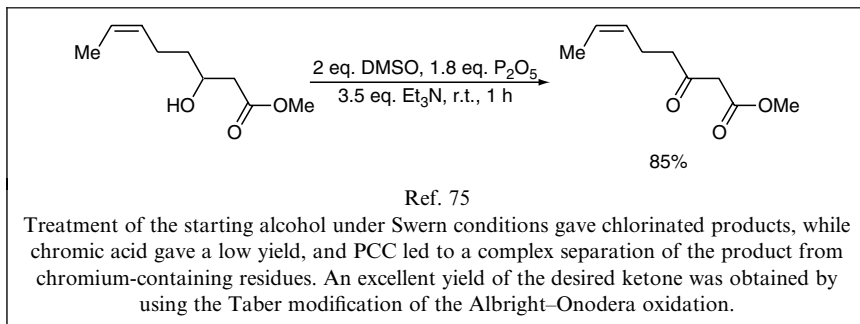 Me
Me
2 eq. DMSO, 1.8 eq. P₂O₅
3.5 eq. Et₃N, r.t., 1 h
HO
OMe
O
O
OMe
O
85%
Ref. 75
Treatment of the starting alcohol under Swern conditions gave chlorinated products, while
chromic acid gave a low yield, and PCC led to a complex separation of the product from
chromium-containing residues. An excellent yield of the desired ketone was obtained by
using the Taber modification of the Albright–Onodera oxidation.